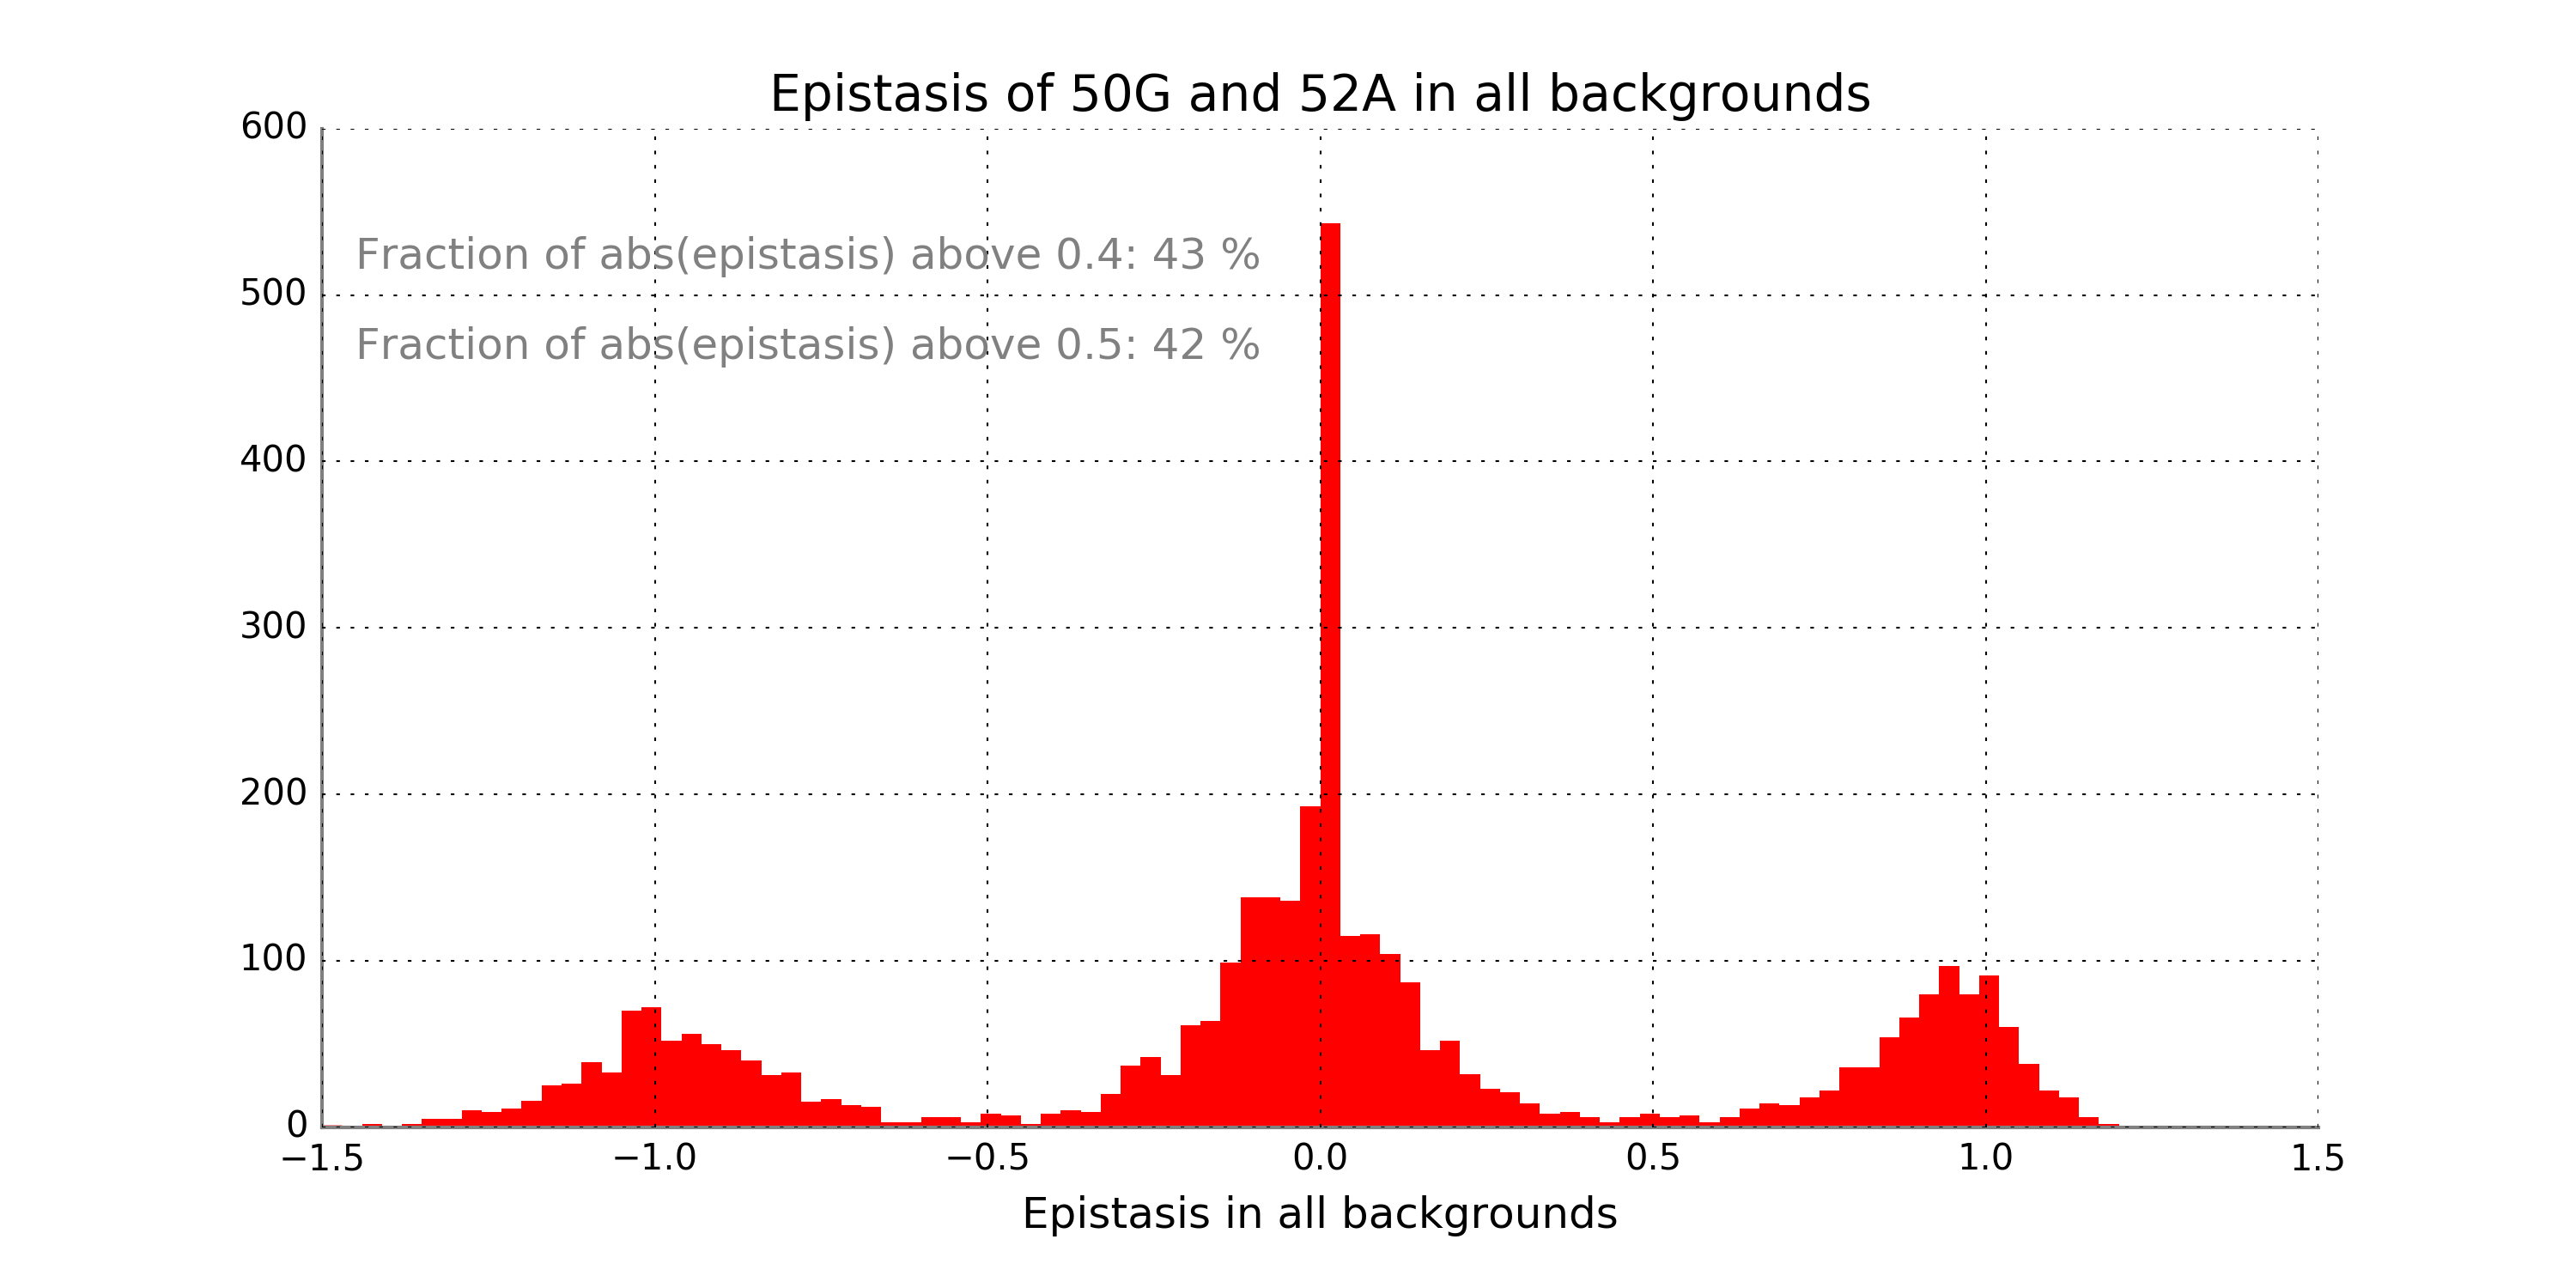 Epistasis of 50G and 52A in all backgrounds
600
Fraction of abs(epistasis) above 0.4: 43 %
500
Fraction of abs(epistasis) above 0.5: 42 %
400
300
200
100
0
−1.5 −1.0 −0.5 0.0 0.5 1.0 1.5
Epistasis in all backgrounds